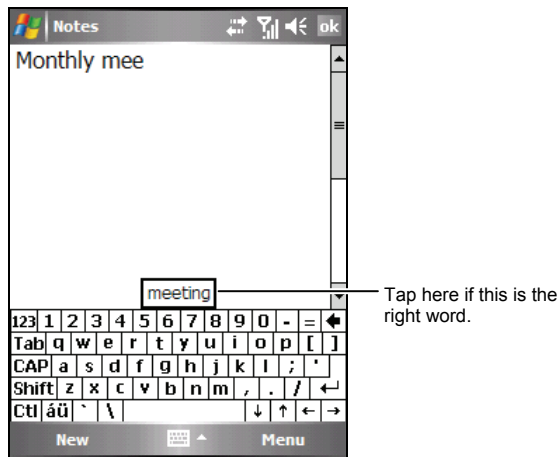 Notes ok
Monthly mee
meeting
Tap here if this is the
right word.
123 1 2 3 4 5 6 7 8 9 0 - =
Tab q w e r t y u i o p [ ]
CAP a s d f g h j k l ; '
Shift z x c v b n m , . /
Ctl áü ` \ ↓ ↑ ← →
New Menu